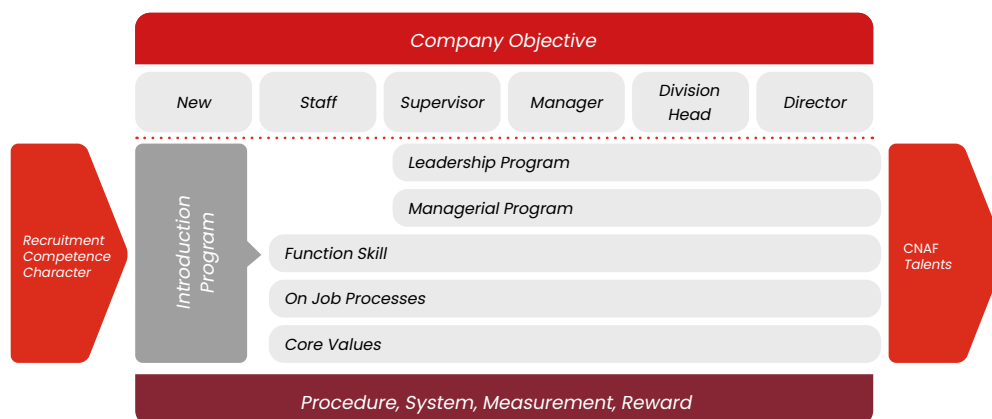 Company Objective
New
Staff
Supervisor
Manager
Division
Head
Director
Recruitment
Competence
Character
Introduction
Program
Leadership Program
Managerial Program
Function Skill
On Job Processes
Core Values
CNAF
Talents
Procedure, System, Measurement, Reward